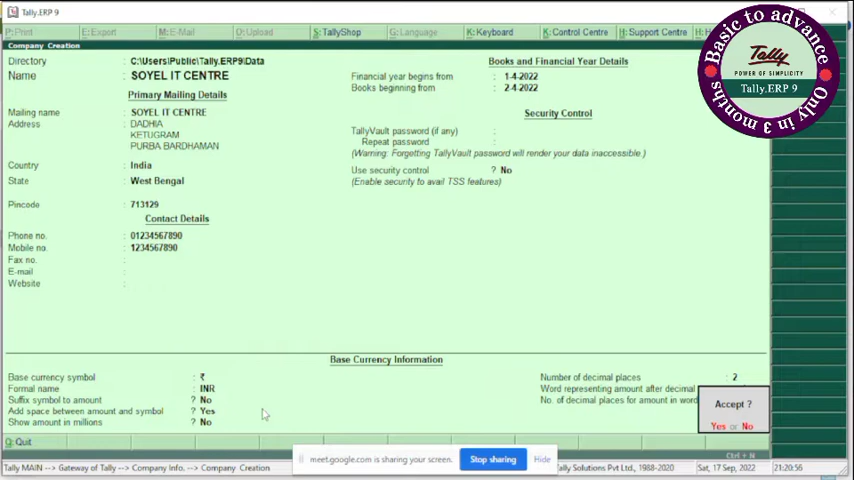 Tally.ERP 9
P: Print E: Export M: E-Mail O: Upload S: TallyShop G: Language K: Keyboard K: Control Centre H: Support Centre
Company Creation
Directory : C:\Users\Public\Tally.ERP9\Data
Name : SOYEL IT CENTRE
Primary Mailing Details
Mailing name : SOYEL IT CENTRE
Address : DADHIA
KETUGRAM
PURBA BARDHAMAN
Country : India
State : West Bengal
Pincode : 713129
Contact Details
Phone no. : 01234567890
Mobile no. : 1234567890
Fax no. :
E-mail :
Website :
Books and Financial Year Details
Financial year begins from : 1-4-2022
Books beginning from : 2-4-2022
Security Control
TallyVault password (if any) :
Repeat password :
(Warning: Forgetting TallyVault password will render your data inaccessible.)
Use security control ? No
(Enable security to avail TSS features)
Basic to advance
Tally
POWER OF SIMPLICITY
Tally.ERP 9
Only in 3 months
Base Currency Information
Base currency symbol : ₹
Formal name : INR
Suffix symbol to amount ? No
Add space between amount and symbol ? Yes
Show amount in millions ? No
Number of decimal places : 2
Word representing amount after decimal
No. of decimal places for amount in word
Accept ?
Yes or No
Q: Quit
meet.google.com is sharing your screen. Stop sharing Hide
Ctrl + N
Tally MAIN --> Gateway of Tally --> Company Info. --> Company Creation
Tally Solutions Pvt Ltd., 1988-2020 Sat, 17 Sep, 2022 21:20:56